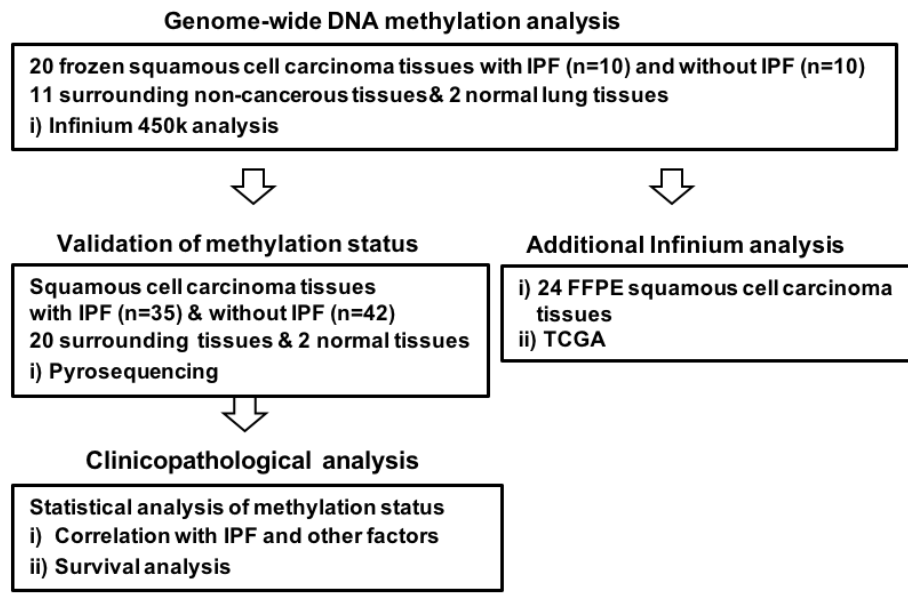 Genome-wide DNA methylation analysis
20 frozen squamous cell carcinoma tissues with IPF (n=10) and without IPF (n=10)
11 surrounding non-cancerous tissues& 2 normal lung tissues
i) Infinium 450k analysis
Validation of methylation status
Squamous cell carcinoma tissues
with IPF (n=35) & without IPF (n=42)
20 surrounding tissues & 2 normal tissues
i) Pyrosequencing
Additional Infinium analysis
i) 24 FFPE squamous cell carcinoma
tissues
ii) TCGA
Clinicopathological analysis
Statistical analysis of methylation status
i) Correlation with IPF and other factors
ii) Survival analysis